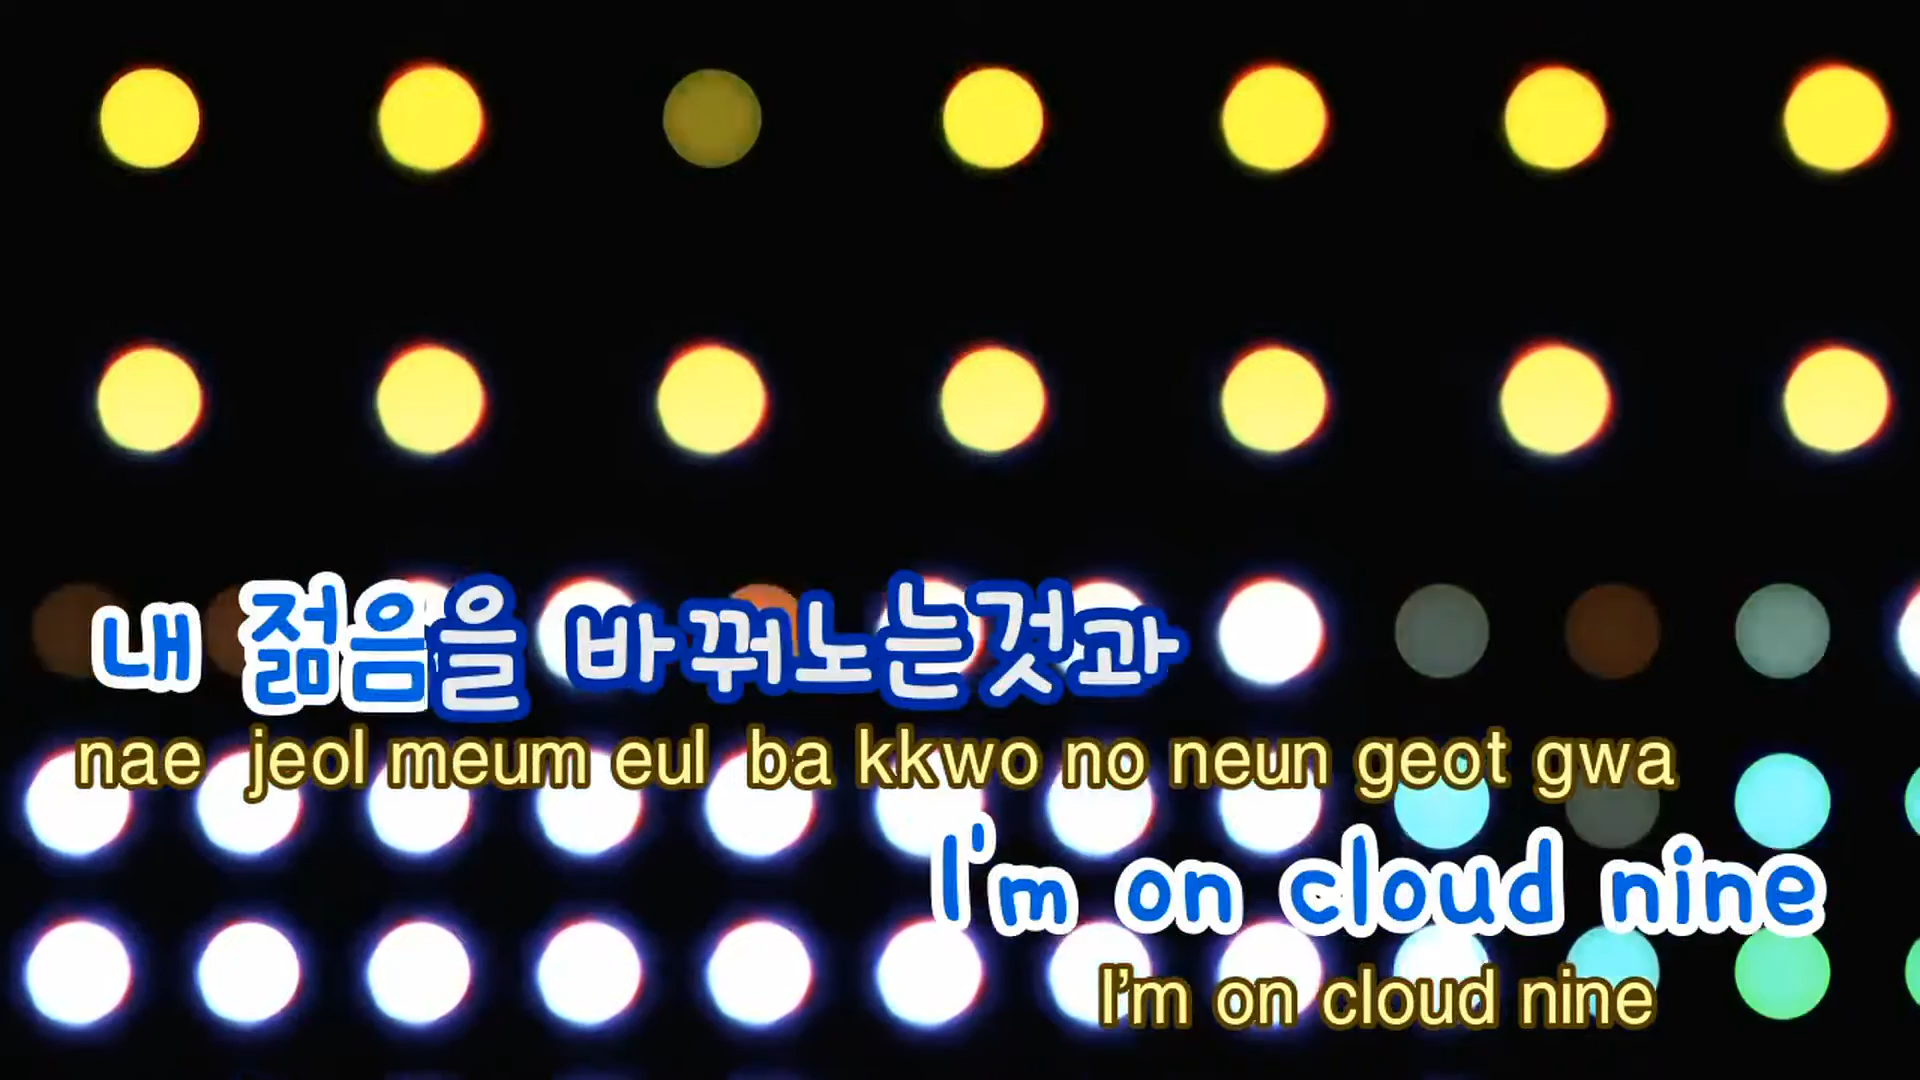 내 젊음을 바꿔노는것과
nae jeol meum eul ba kkwo no neun geot gwa
I'm on cloud nine
I'm on cloud nine